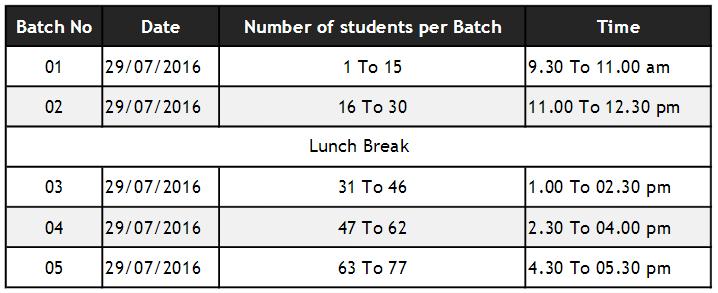 Batch No Date Number of students per Batch Time
01 29/07/2016 1 To 15 9.30 To 11.00 am
02 29/07/2016 16 To 30 11.00 To 12.30 pm
Lunch Break
03 29/07/2016 31 To 46 1.00 To 02.30 pm
04 29/07/2016 47 To 62 2.30 To 04.00 pm
05 29/07/2016 63 To 77 4.30 To 05.30 pm